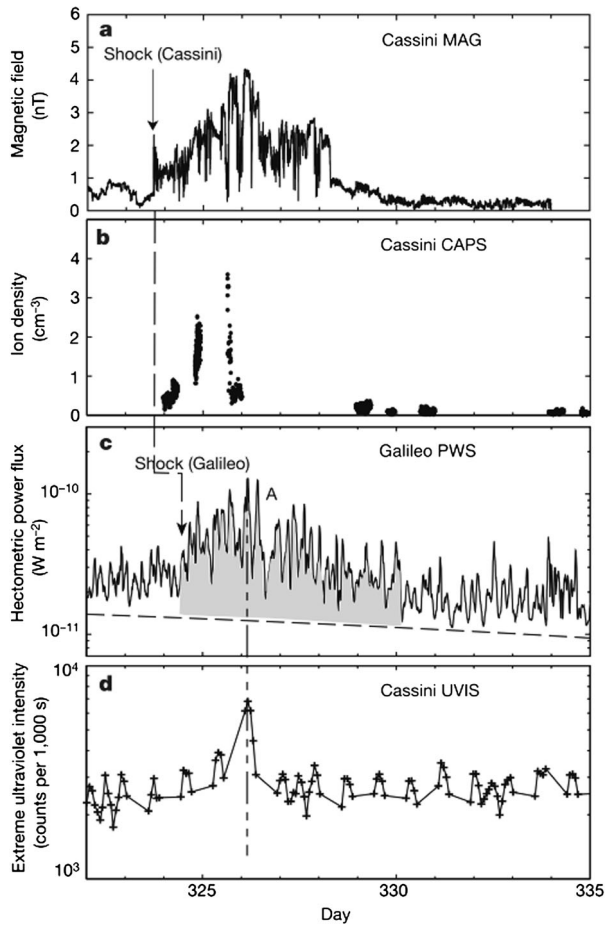 a
Cassini MAG
Shock (Cassini)
Magnetic field
(nT)
6
5
4
3
2
1
0
b
Cassini CAPS
Ion density
(cm⁻³)
4
3
2
1
0
c
Galileo PWS
Shock (Galileo)
A
Hectometric power flux
(W m⁻²)
10⁻¹⁰
10⁻¹¹
d
Cassini UVIS
Extreme ultraviolet intensity
(counts per 1,000 s)
10⁴
10³
325
330
335
Day